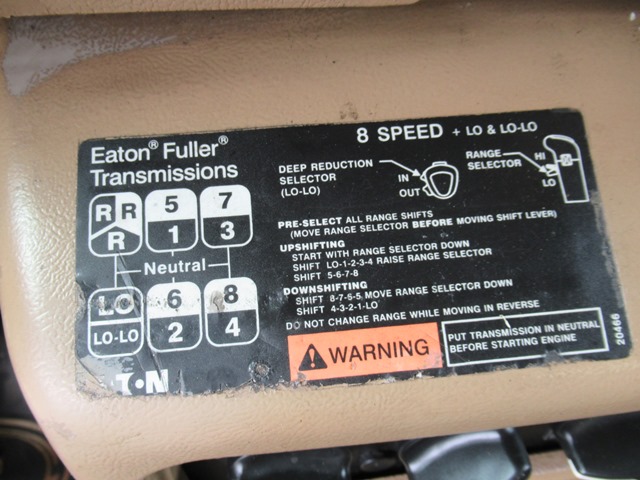 Eaton® Fuller®
Transmissions
8 SPEED + LO & LO-LO
R R 5 7
R 1 3
Neutral
LO 6 8
LO-LO 2 4
DEEP REDUCTION
SELECTOR
(LO-LO)
IN
OUT
RANGE
SELECTOR
HI
LO
PRE-SELECT ALL RANGE SHIFTS
(MOVE RANGE SELECTOR BEFORE MOVING SHIFT LEVER)
UPSHIFTING
START WITH RANGE SELECTOR DOWN
SHIFT LO-1-2-3-4 RAISE RANGE SELECTOR
SHIFT 5-6-7-8
DOWNSHIFTING
SHIFT 8-7-6-5 MOVE RANGE SELECTOR DOWN
SHIFT 4-3-2-1-LO
DO NOT CHANGE RANGE WHILE MOVING IN REVERSE
WARNING
PUT TRANSMISSION IN NEUTRAL
BEFORE STARTING ENGINE
20466
EATON